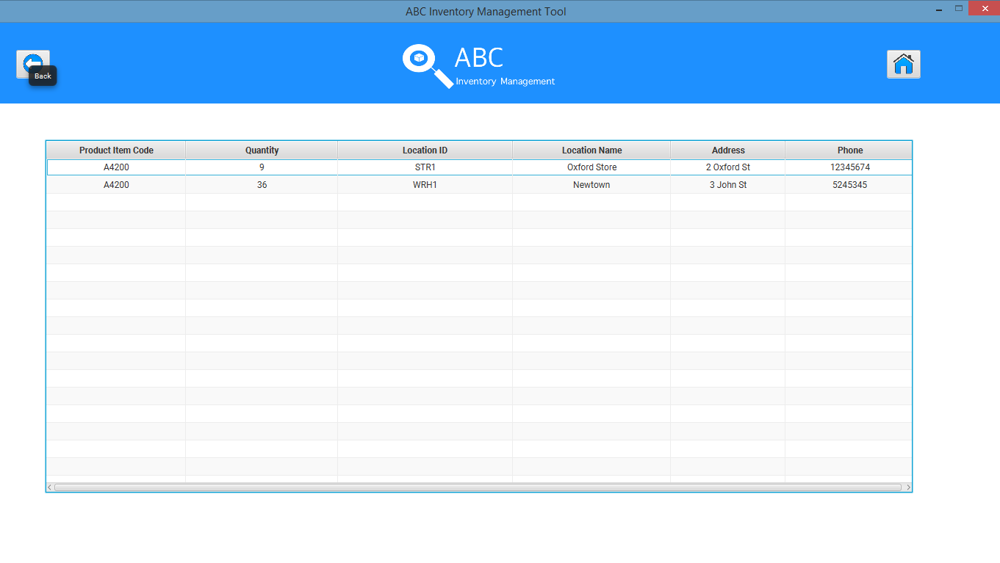 ABC Inventory Management Tool
ABC
Inventory Management
Back
Product Item Code Quantity Location ID Location Name Address Phone
A4200 9 STR1 Oxford Store 2 Oxford St 12345674
A4200 36 WRH1 Newtown 3 John St 5245345